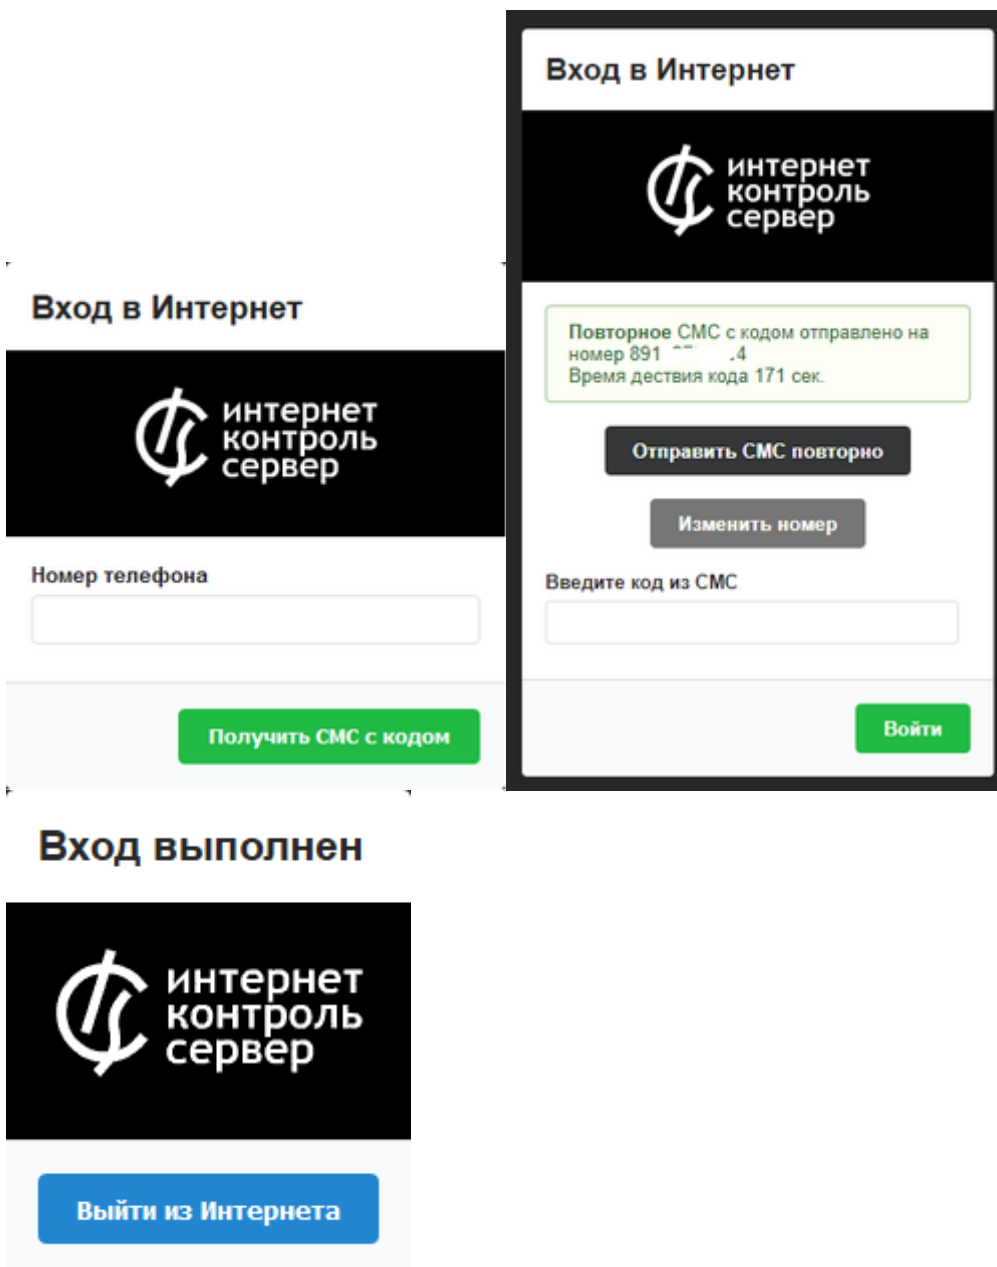 Вход в Интернет
интернет
контроль
сервер
Номер телефона
Получить СМС с кодом
Вход в Интернет
интернет
контроль
сервер
Повторное СМС с кодом отправлено на
номер 891 4
Время дествия кода 171 сек.
Отправить СМС повторно
Изменить номер
Введите код из СМС
Войти
Вход выполнен
интернет
контроль
сервер
Выйти из Интернета